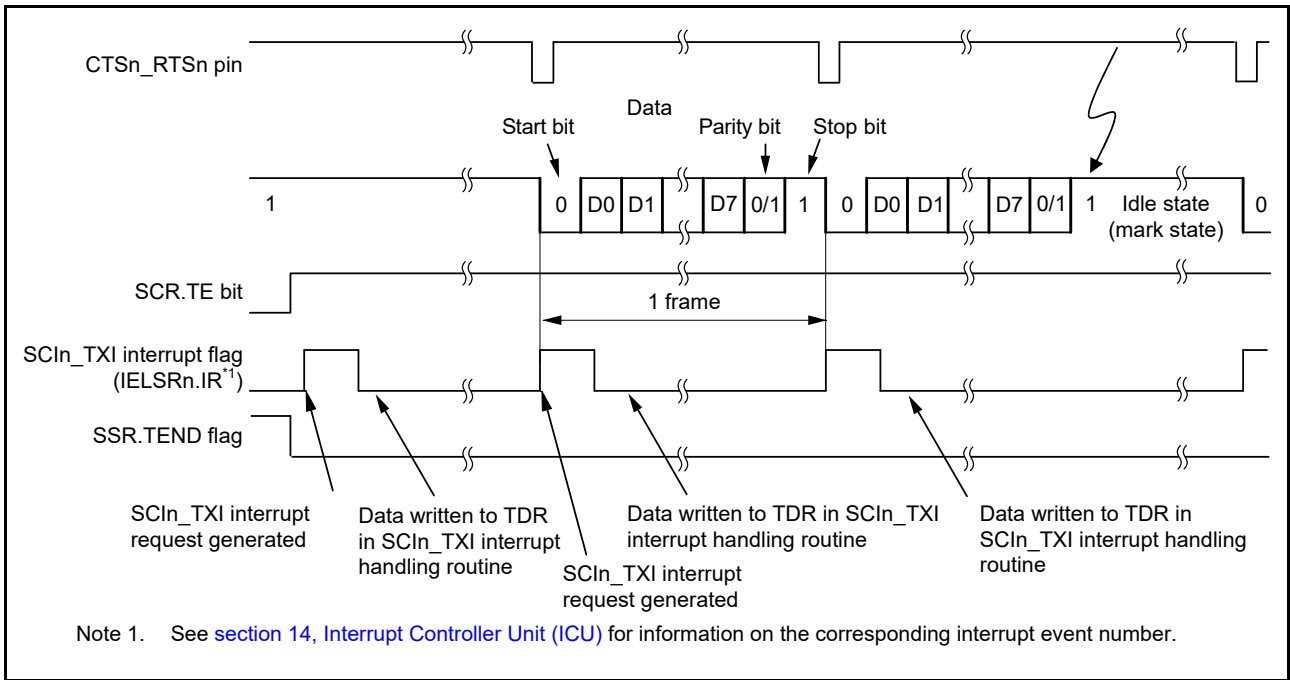 CTSn_RTSn pin
Data
Start bit
Parity bit
Stop bit
1
0
D0
D1
D7
0/1
1
0
D0
D1
D7
0/1
1
Idle state
(mark state)
0
SCR.TE bit
1 frame
SCIn_TXI interrupt flag
(IELSRn.IR*1)
SSR.TEND flag
SCIn_TXI interrupt
request generated
Data written to TDR
in SCIn_TXI interrupt
handling routine
SCIn_TXI interrupt
request generated
Data written to TDR in SCIn_TXI
interrupt handling routine
Data written to TDR in
SCIn_TXI interrupt handling
routine
Note 1. See section 14, Interrupt Controller Unit (ICU) for information on the corresponding interrupt event number.